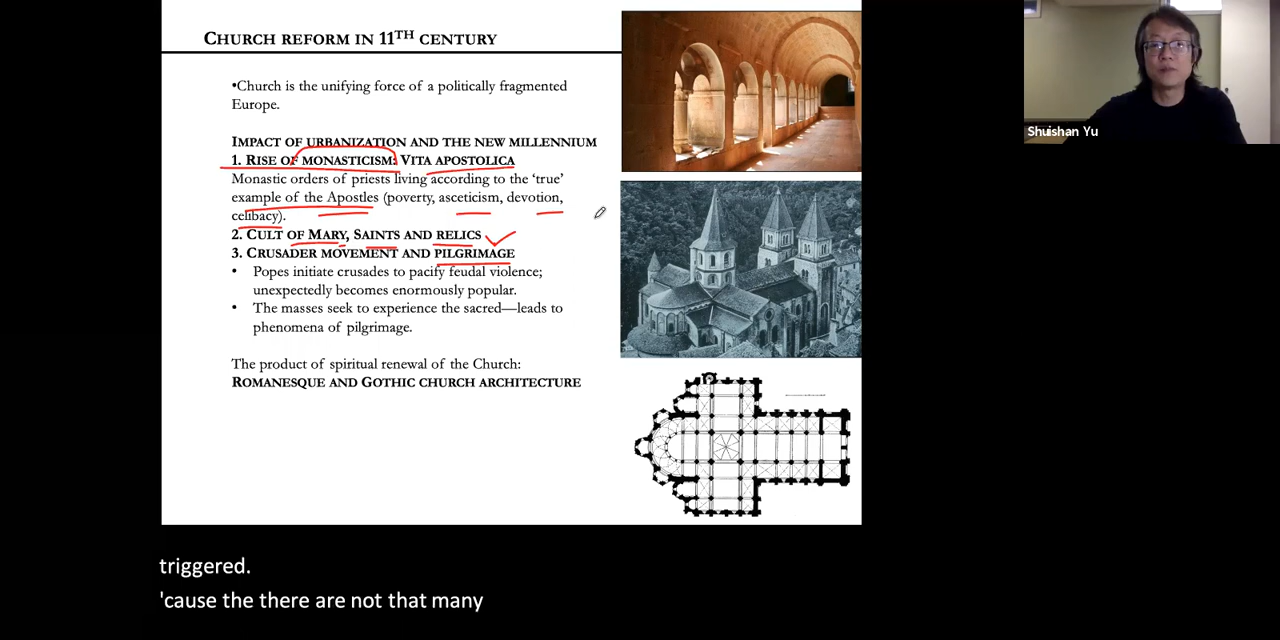 CHURCH REFORM IN 11TH CENTURY
•Church is the unifying force of a politically fragmented
Europe.
IMPACT OF URBANIZATION AND THE NEW MILLENNIUM
1. RISE OF MONASTICISM: VITA APOSTOLICA
Monastic orders of priests living according to the ‘true’
example of the Apostles (poverty, asceticism, devotion,
celibacy).
2. CULT OF MARY, SAINTS AND RELICS
3. CRUSADER MOVEMENT AND PILGRIMAGE
• Popes initiate crusades to pacify feudal violence;
unexpectedly becomes enormously popular.
• The masses seek to experience the sacred—leads to
phenomena of pilgrimage.
The product of spiritual renewal of the Church:
ROMANESQUE AND GOTHIC CHURCH ARCHITECTURE
Shuishan Yu
triggered.
'cause the there are not that many